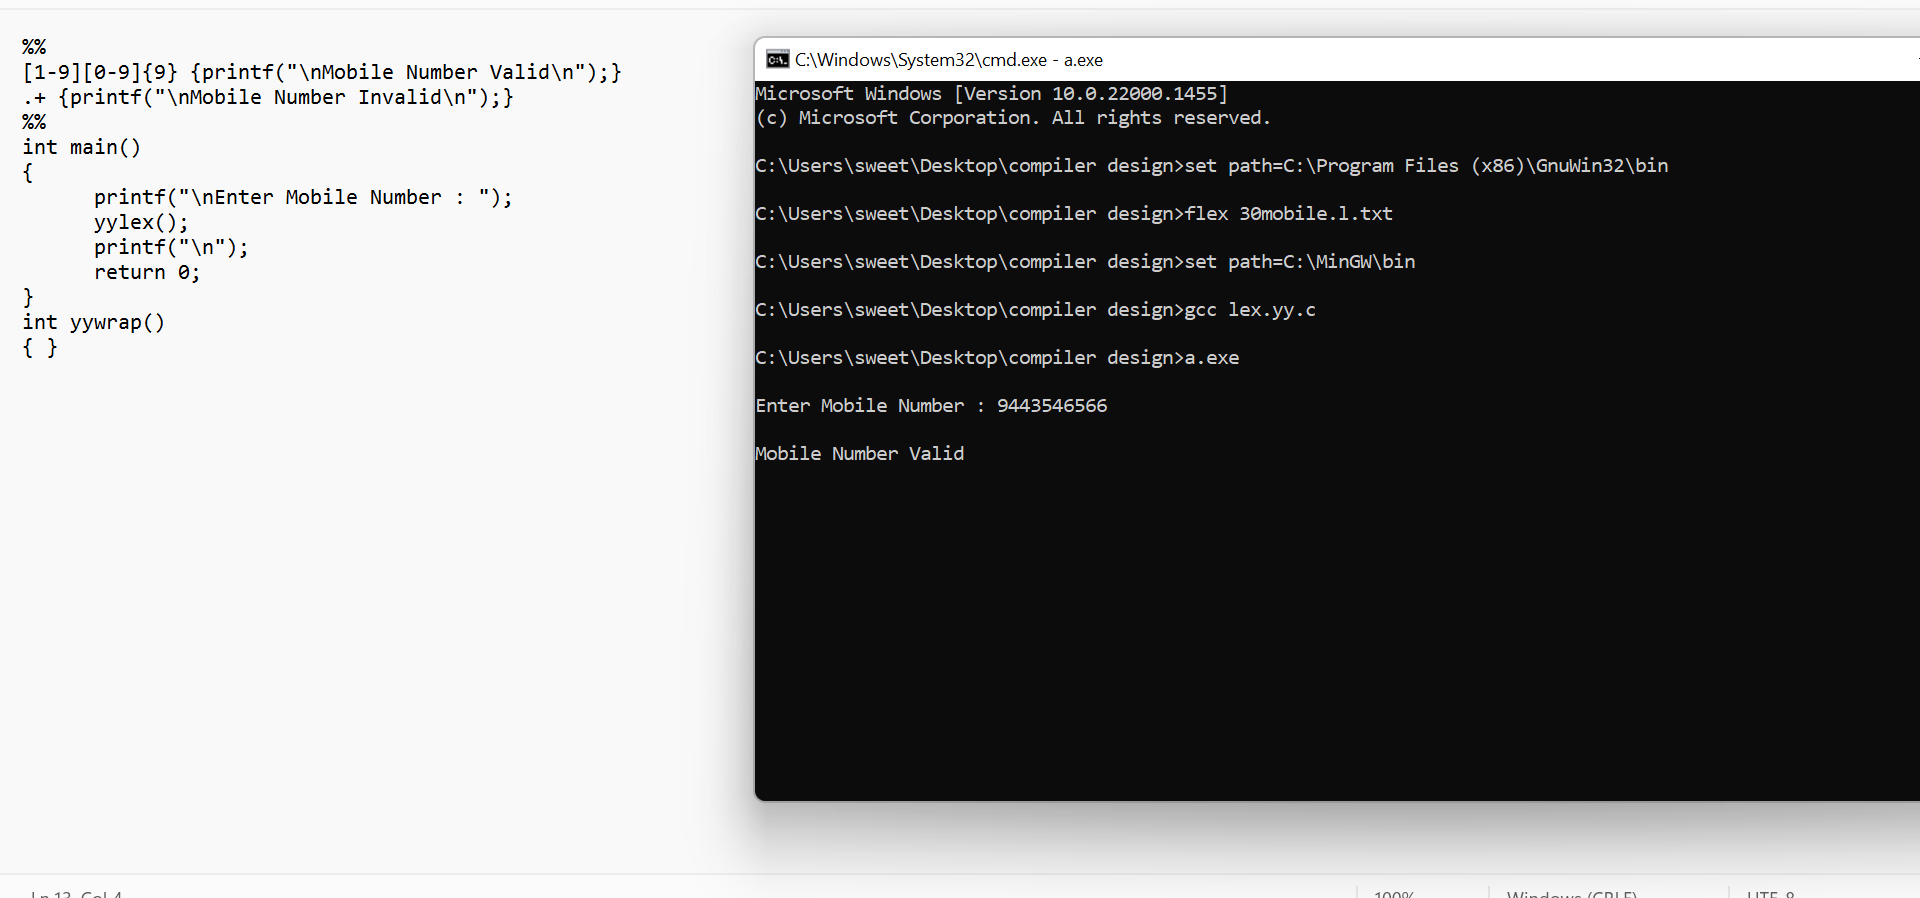 %%
[1-9][0-9]{9} {printf("\nMobile Number Valid\n");}
.+ {printf("\nMobile Number Invalid\n");}
%%
int main()
{
printf("\nEnter Mobile Number : ");
yylex();
printf("\n");
return 0;
}
int yywrap()
{ }
C:\Windows\System32\cmd.exe - a.exe
Microsoft Windows [Version 10.0.22000.1455]
(c) Microsoft Corporation. All rights reserved.
C:\Users\sweet\Desktop\compiler design>set path=C:\Program Files (x86)\GnuWin32\bin
C:\Users\sweet\Desktop\compiler design>flex 30mobile.l.txt
C:\Users\sweet\Desktop\compiler design>set path=C:\MinGW\bin
C:\Users\sweet\Desktop\compiler design>gcc lex.yy.c
C:\Users\sweet\Desktop\compiler design>a.exe
Enter Mobile Number : 9443546566
Mobile Number Valid
Ln 13, Col 4
100%
Windows (CRLF)
UTF-8